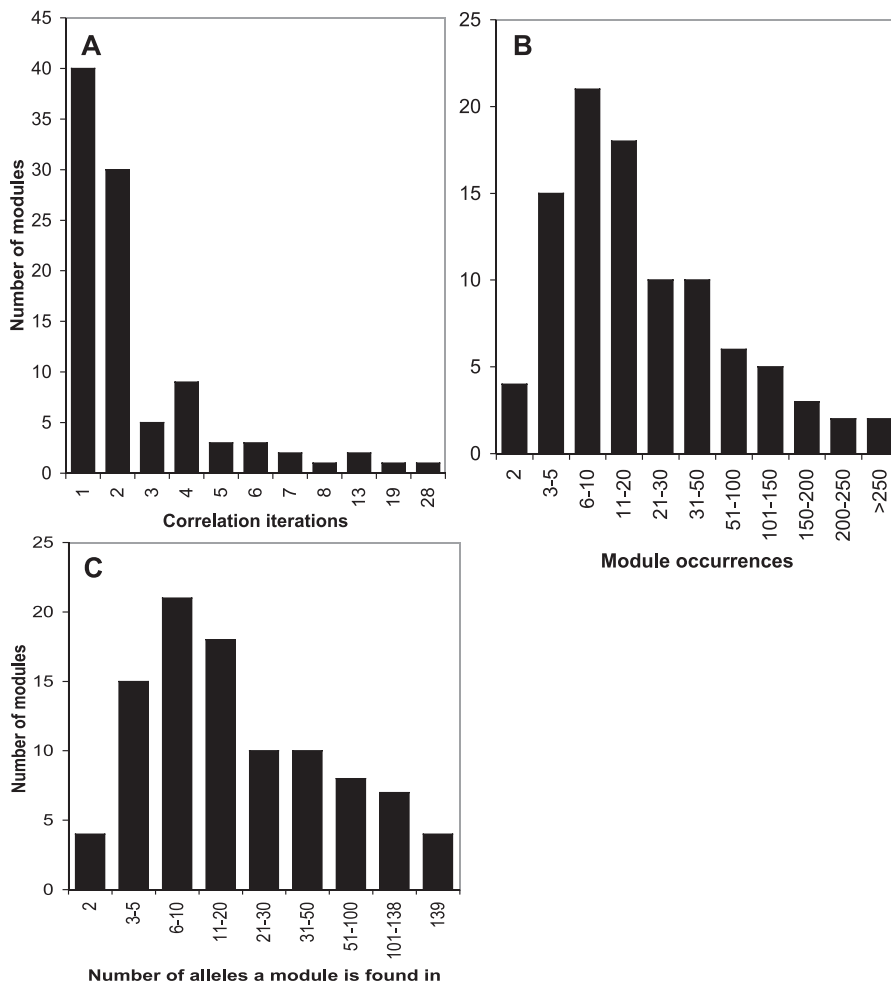 A
Number of modules
45
40
35
30
25
20
15
10
5
0
1 2 3 4 5 6 7 8 13 19 28
Correlation iterations
B
25
20
15
10
5
0
2 3-5 6-10 11-20 21-30 31-50 51-100 101-150 150-200 200-250 >250
Module occurrences
C
Number of modules
25
20
15
10
5
0
2 3-5 6-10 11-20 21-30 31-50 51-100 101-138 139
Number of alleles a module is found in